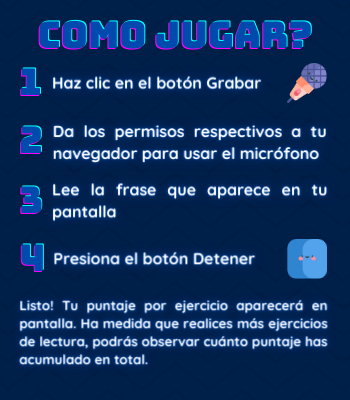 COMO JUGAR?
1 Haz clic en el botón Grabar
2 Da los permisos respectivos a tu
navegador para usar el micrófono
3 Lee la frase que aparece en tu
pantalla
4 Presiona el botón Detener
Listo! Tu puntaje por ejercicio aparecerá en
pantalla. Ha medida que realices más ejercicios
de lectura, podrás observar cuánto puntaje has
acumulado en total.